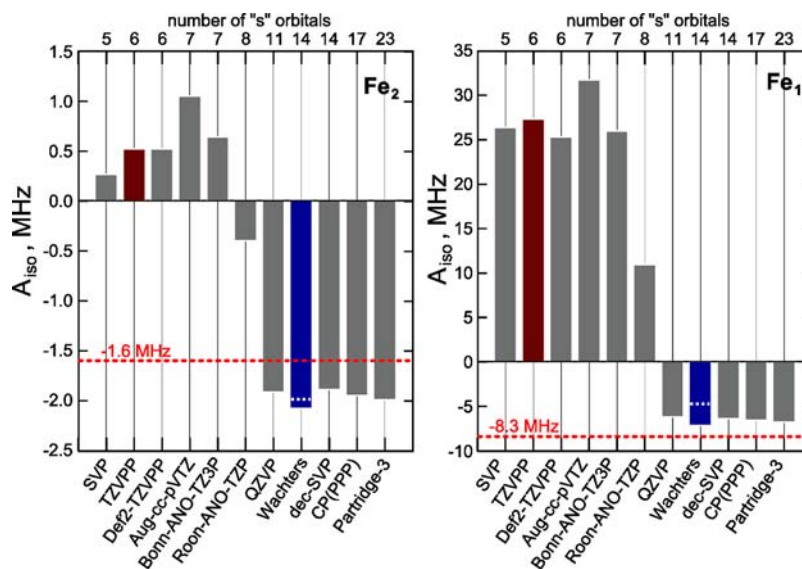 number of "s" orbitals
5 6 6 7 7 8 11 14 14 17 23
Fe2
1.5
1.0
0.5
0.0
-0.5
-1.0
-1.5
-2.0
-2.5
Aiso , MHz
-1.6 MHz
SVP
TZVPP
Def2-TZVPP
Aug-cc-pVTZ
Bonn-ANO-TZ3P
Roon-ANO-TZP
QZVP
Wachters
dec-SVP
CP(PPP)
Partridge-3
number of "s" orbitals
5 6 6 7 7 8 11 14 14 17 23
Fe1
35
30
25
20
15
10
5
0
-5
-10
Aiso , MHz
-8.3 MHz
SVP
TZVPP
Def2-TZVPP
Aug-cc-pVTZ
Bonn-ANO-TZ3P
Roon-ANO-TZP
QZVP
Wachters
dec-SVP
CP(PPP)
Partridge-3